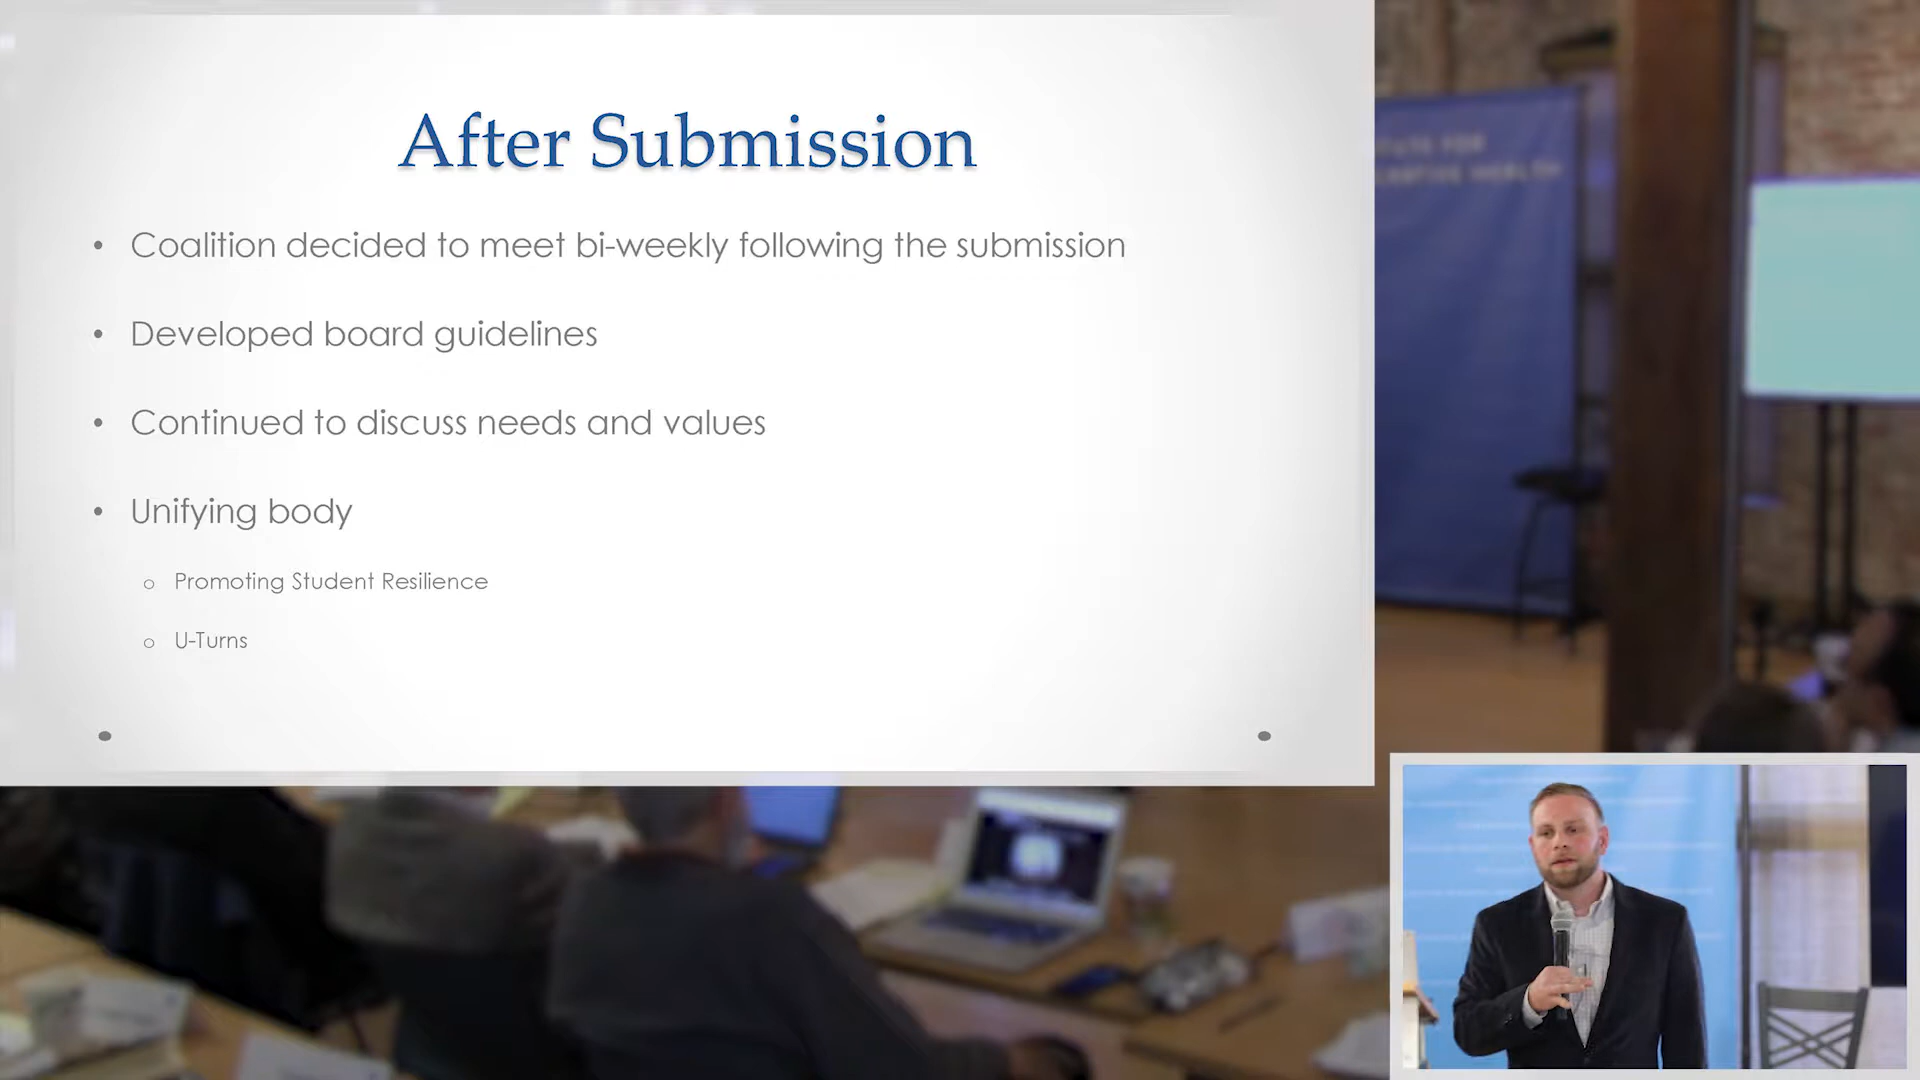 After Submission
• Coalition decided to meet bi-weekly following the submission
• Developed board guidelines
• Continued to discuss needs and values
• Unifying body
o Promoting Student Resilience
o U-Turns